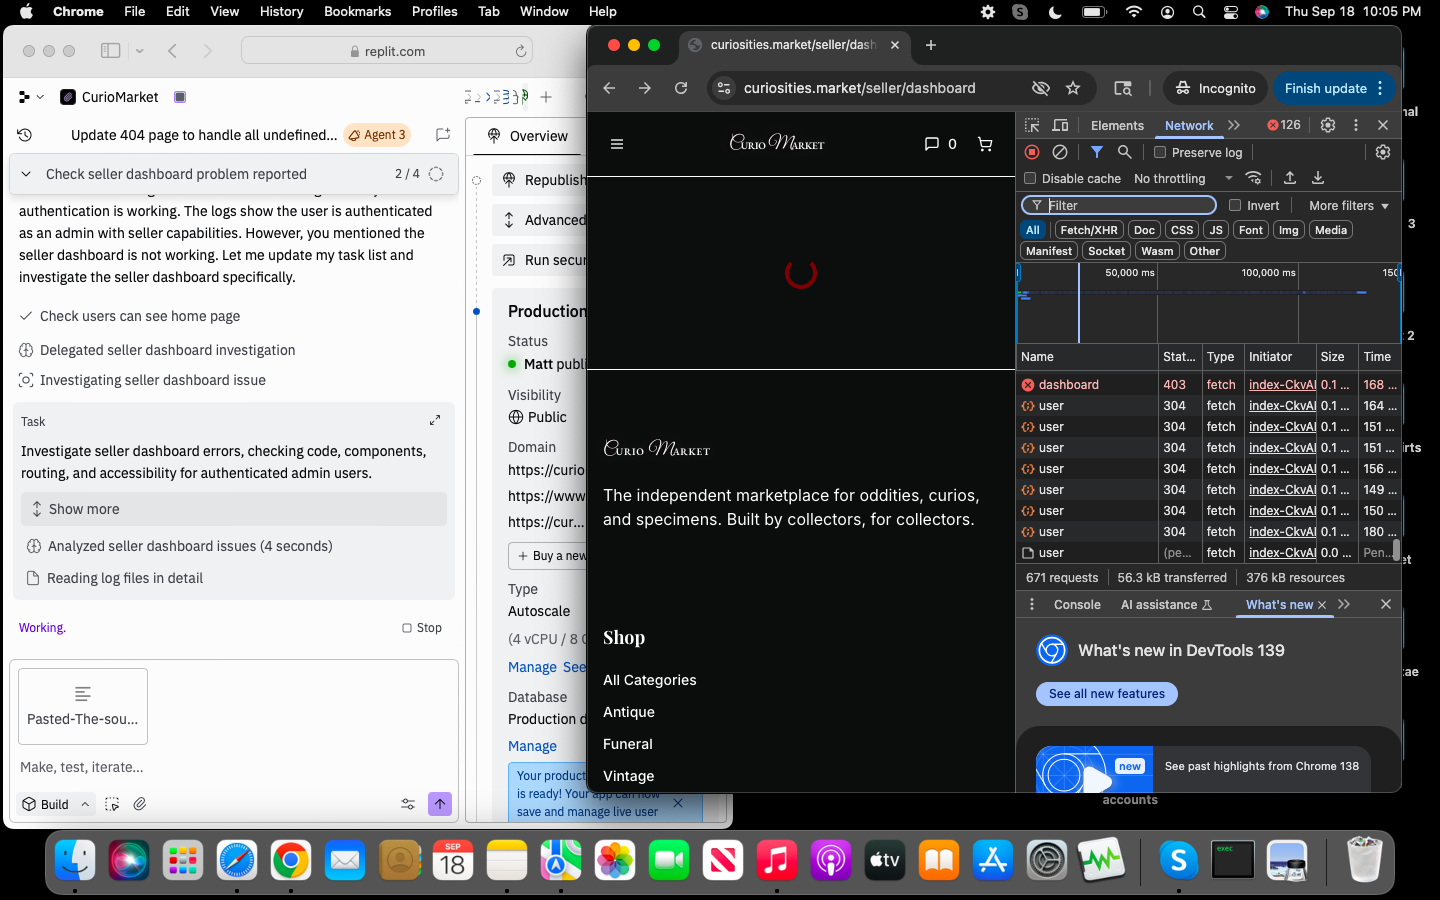 Chrome File Edit View History Bookmarks Profiles Tab Window Help
Thu Sep 18 10:05 PM
replit.com
CurioMarket
Update 404 page to handle all undefined...
Agent 3
Check seller dashboard problem reported
2 / 4
authentication is working. The logs show the user is authenticated
as an admin with seller capabilities. However, you mentioned the
seller dashboard is not working. Let me update my task list and
investigate the seller dashboard specifically.
Check users can see home page
Delegated seller dashboard investigation
Investigating seller dashboard issue
Task
Investigate seller dashboard errors, checking code, components,
routing, and accessibility for authenticated admin users.
Show more
Analyzed seller dashboard issues (4 seconds)
Reading log files in detail
Working.
Stop
Pasted-The-sou...
Make, test, iterate...
Build
Overview
Republish
Advanced
Run secur
Production
Status
Matt publi
Visibility
Public
Domain
https://curio
https://www
https://cur...
Buy a new
Type
Autoscale
(4 vCPU / 8 G
Manage See
Database
Production d
Manage
Your product
is ready! Your app can now
save and manage live user
curiosities.market/seller/dash
curiosities.market/seller/dashboard
Incognito
Finish update
Curio Market
0
Curio Market
The independent marketplace for oddities, curios,
and specimens. Built by collectors, for collectors.
Shop
All Categories
Antique
Funeral
Vintage
Elements Network 126
Preserve log
Disable cache No throttling
Filter
Invert
More filters
All Fetch/XHR Doc CSS JS Font Img Media
Manifest Socket Wasm Other
50,000 ms 100,000 ms 150
Name Stat... Type Initiator Size Time
dashboard 403 fetch index-CkvAl 0.1 ... 168 ...
user 304 fetch index-CkvAl 0.1 ... 164 ...
user 304 fetch index-CkvAl 0.1 ... 151 ...
user 304 fetch index-CkvAl 0.1 ... 151 ...
user 304 fetch index-CkvAl 0.1 ... 156 ...
user 304 fetch index-CkvAl 0.1 ... 149 ...
user 304 fetch index-CkvAl 0.1 ... 150 ...
user 304 fetch index-CkvAl 0.1 ... 180 ...
user (pe... fetch index-CkvAl 0.0 ... Pen...
671 requests 56.3 kB transferred 376 kB resources
Console AI assistance What's new
What's new in DevTools 139
See all new features
new
See past highlights from Chrome 138
nal
3
2
irts
et
tae
accounts
SEP
18
tv
exec